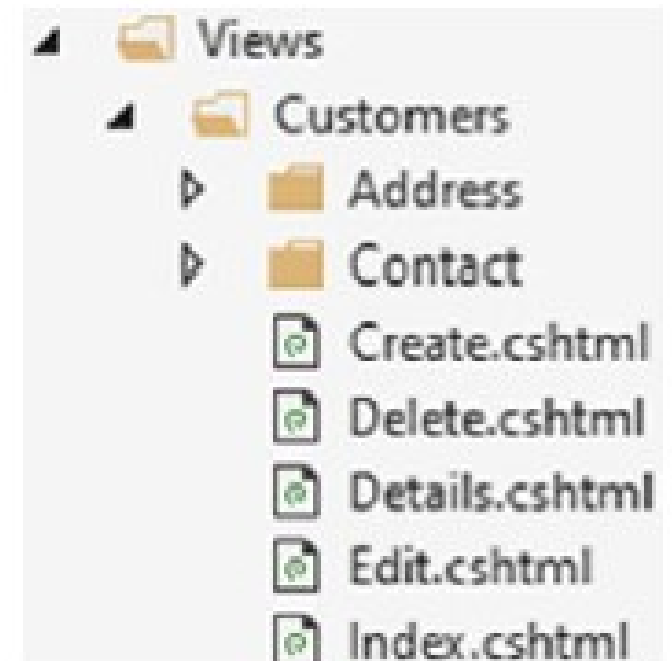 Views
Customers
Address
Contact
Create.cshtml
Delete.cshtml
Details.cshtml
Edit.cshtml
Index.cshtml